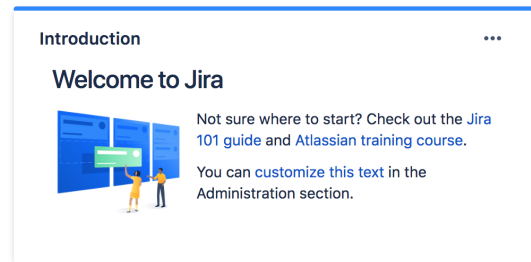 Introduction
Welcome to Jira
Not sure where to start? Check out the Jira
101 guide and Atlassian training course.
You can customize this text in the
Administration section.